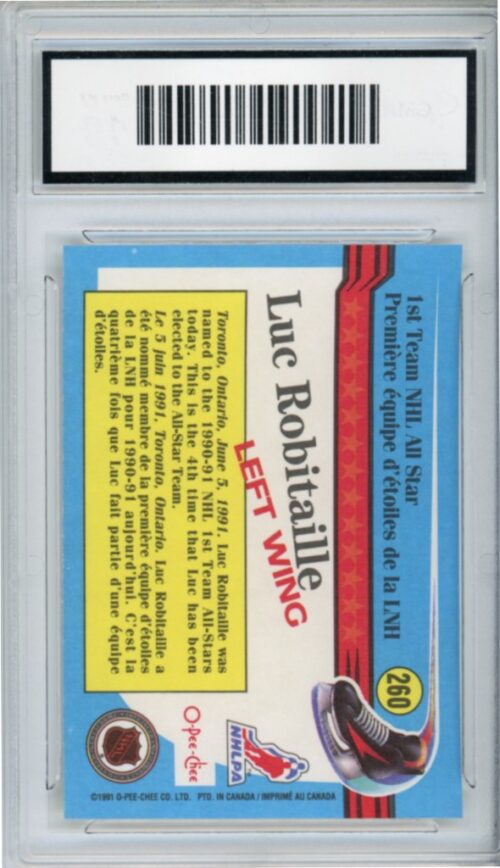 1st Team NHL All Star
Première équipe d'étoiles de la LNH
260
Luc Robitaille
LEFT WING
Toronto, Ontario, June 5, 1991. Luc Robitaille was
named to the 1990-91 NHL 1st Team All-Stars
today. This is the 4th time that Luc has been
elected to the All-Star Team.
Le 5 juin 1991, Toronto, Ontario. Luc Robitaille a
été nommé membre de la première équipe d'étoiles
de la LNH pour 1990-91 aujourd'hui. C'est la
quatrième fois que Luc fait partie d'une équipe
d'étoiles.
NHLPA
O-Pee-Chee
NHL
©1991 O-PEE-CHEE CO. LTD. PTD. IN CANADA / IMPRIMÉ AU CANADA